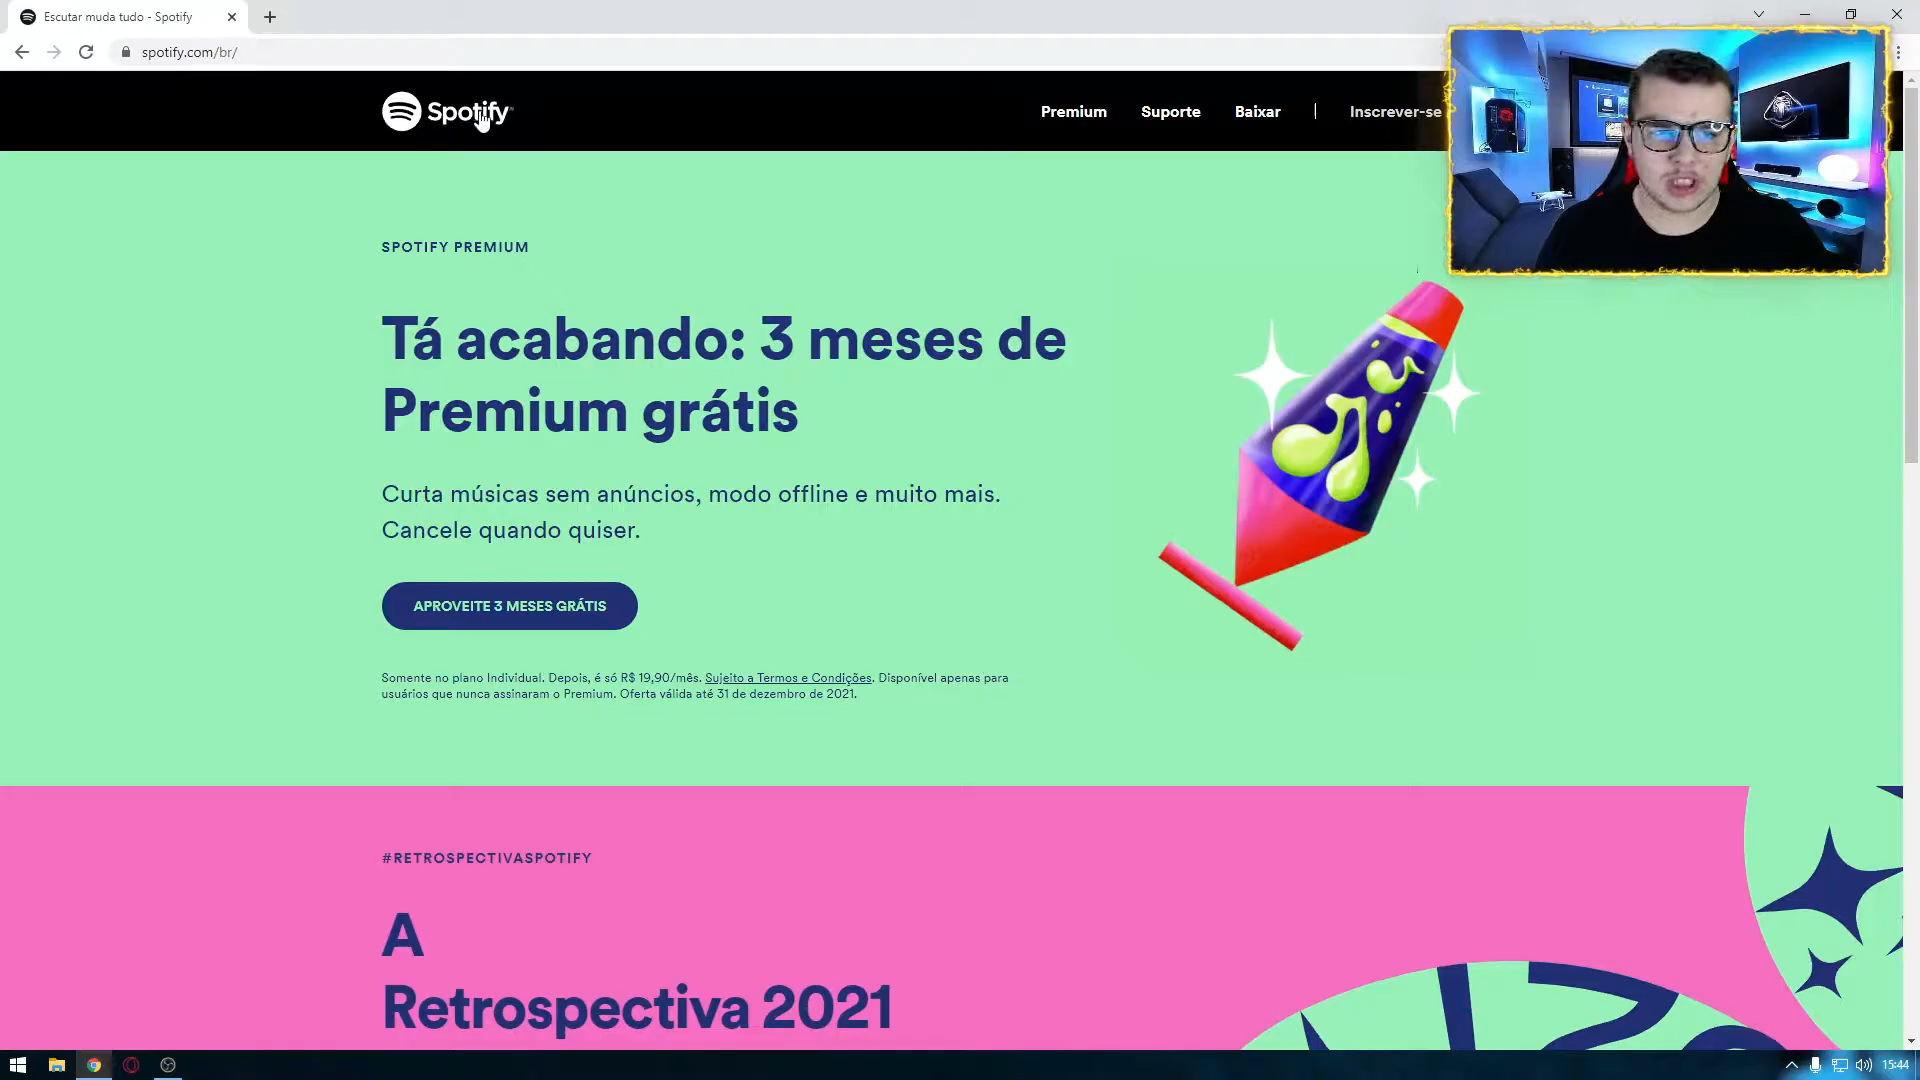 Escutar muda tudo - Spotify
spotify.com/br/
Spotify
Premium
Suporte
Baixar
Inscrever-se
SPOTIFY PREMIUM
Tá acabando: 3 meses de
Premium grátis
Curta músicas sem anúncios, modo offline e muito mais.
Cancele quando quiser.
APROVEITE 3 MESES GRÁTIS
Somente no plano Individual. Depois, é só R$ 19,90/mês. Sujeito a Termos e Condições. Disponível apenas para
usuários que nunca assinaram o Premium. Oferta válida até 31 de dezembro de 2021.
#RETROSPECTIVASPOTIFY
A
Retrospectiva 2021
15:44